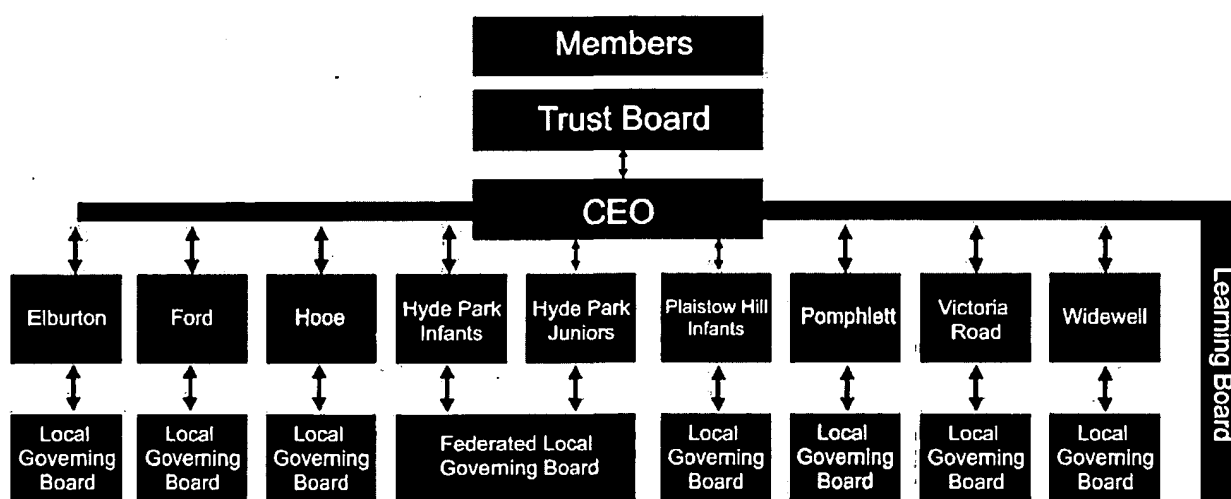 Members
Trust Board
CEO
Elburton
Ford
Hooe
Hyde Park
Infants
Hyde Park
Juniors
Plaistow Hill
Infants
Pomphlett
Victoria
Road
Widewell
Learning Board
Local
Governing
Board
Local
Governing
Board
Local
Governing
Board
Federated Local
Governing Board
Local
Governing
Board
Local
Governing
Board
Local
Governing
Board
Local
Governing
Board